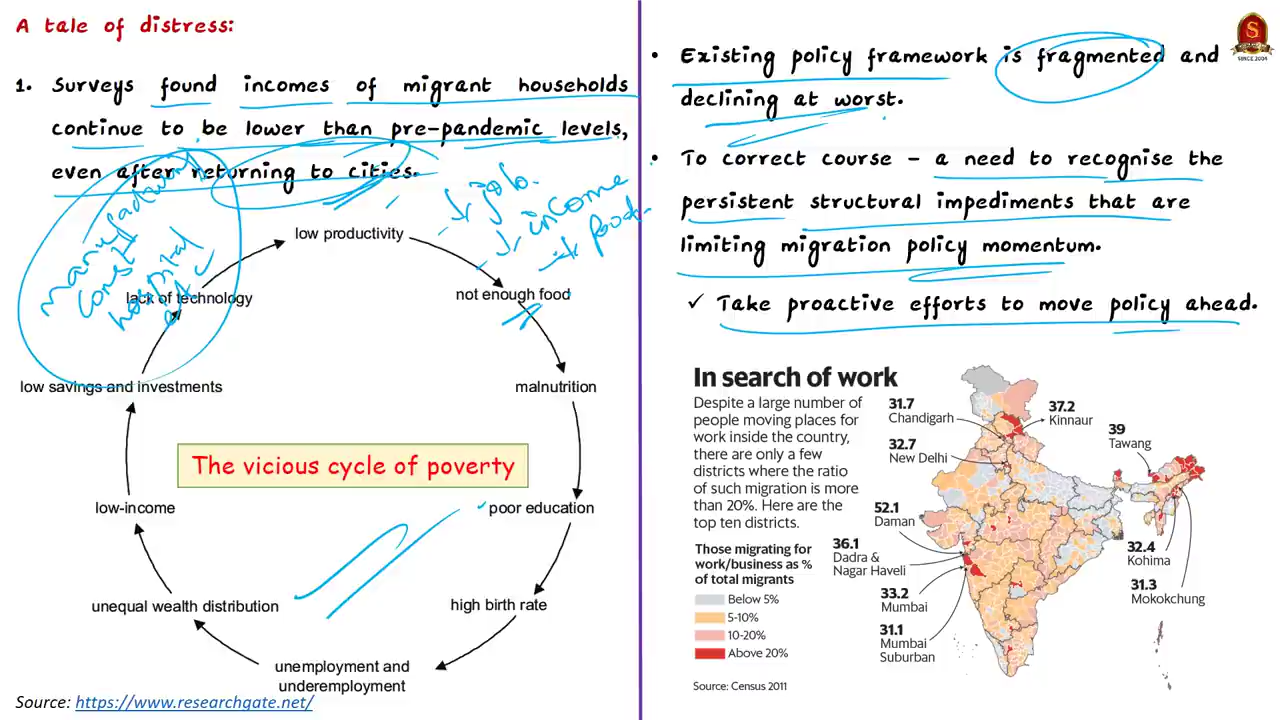 A tale of distress:
1. Surveys found incomes of migrant households
continue to be lower than pre-pandemic levels,
even after returning to cities.
manufacturing
const
hospital
↓ job.
↓ income
↓ food
low productivity
not enough food
malnutrition
poor education
high birth rate
unemployment and
underemployment
unequal wealth distribution
low-income
low savings and investments
lack of technology
The vicious cycle of poverty
Source: https://www.researchgate.net/
• Existing policy framework is fragmented and
declining at worst.
• To correct course – a need to recognise the
persistent structural impediments that are
limiting migration policy momentum.
✓ Take proactive efforts to move policy ahead.
S
SINCE 2004
In search of work
Despite a large number of
people moving places for
work inside the country,
there are only a few
districts where the ratio
of such migration is more
than 20%. Here are the
top ten districts.
Those migrating for
work/business as %
of total migrants
Below 5%
5-10%
10-20%
Above 20%
Source: Census 2011
31.7
Chandigarh
37.2
Kinnaur
32.7
New Delhi
39
Tawang
52.1
Daman
36.1
Dadra &
Nagar Haveli
33.2
Mumbai
31.1
Mumbai
Suburban
32.4
Kohima
31.3
Mokokchung